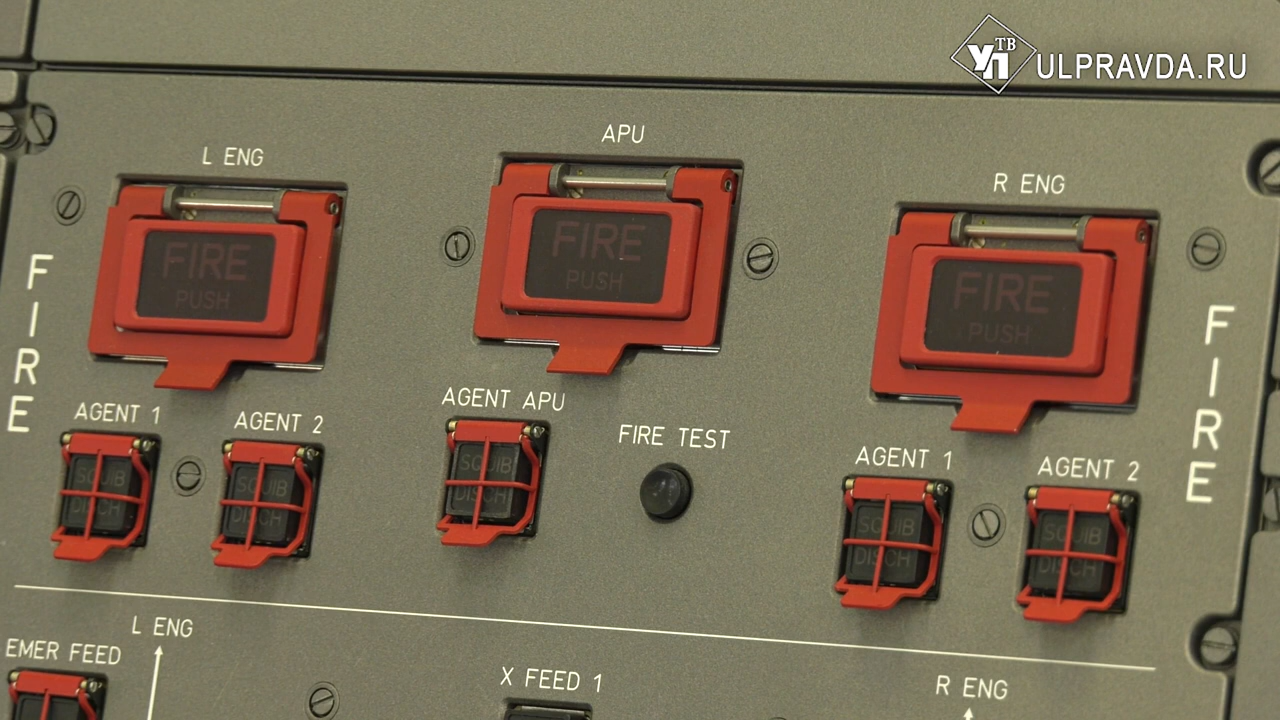 ТВ
УП
ULPRAVDA.RU
APU
L ENG
R ENG
FIRE
PUSH
FIRE
PUSH
FIRE
PUSH
FIRE
FIRE
AGENT 1
AGENT 2
AGENT APU
FIRE TEST
AGENT 1
AGENT 2
SQUIB
DISCH
SQUIB
DISCH
SQUIB
DISCH
SQUIB
DISCH
SQUIB
DISCH
L ENG
EMER FEED
X FEED 1
R ENG